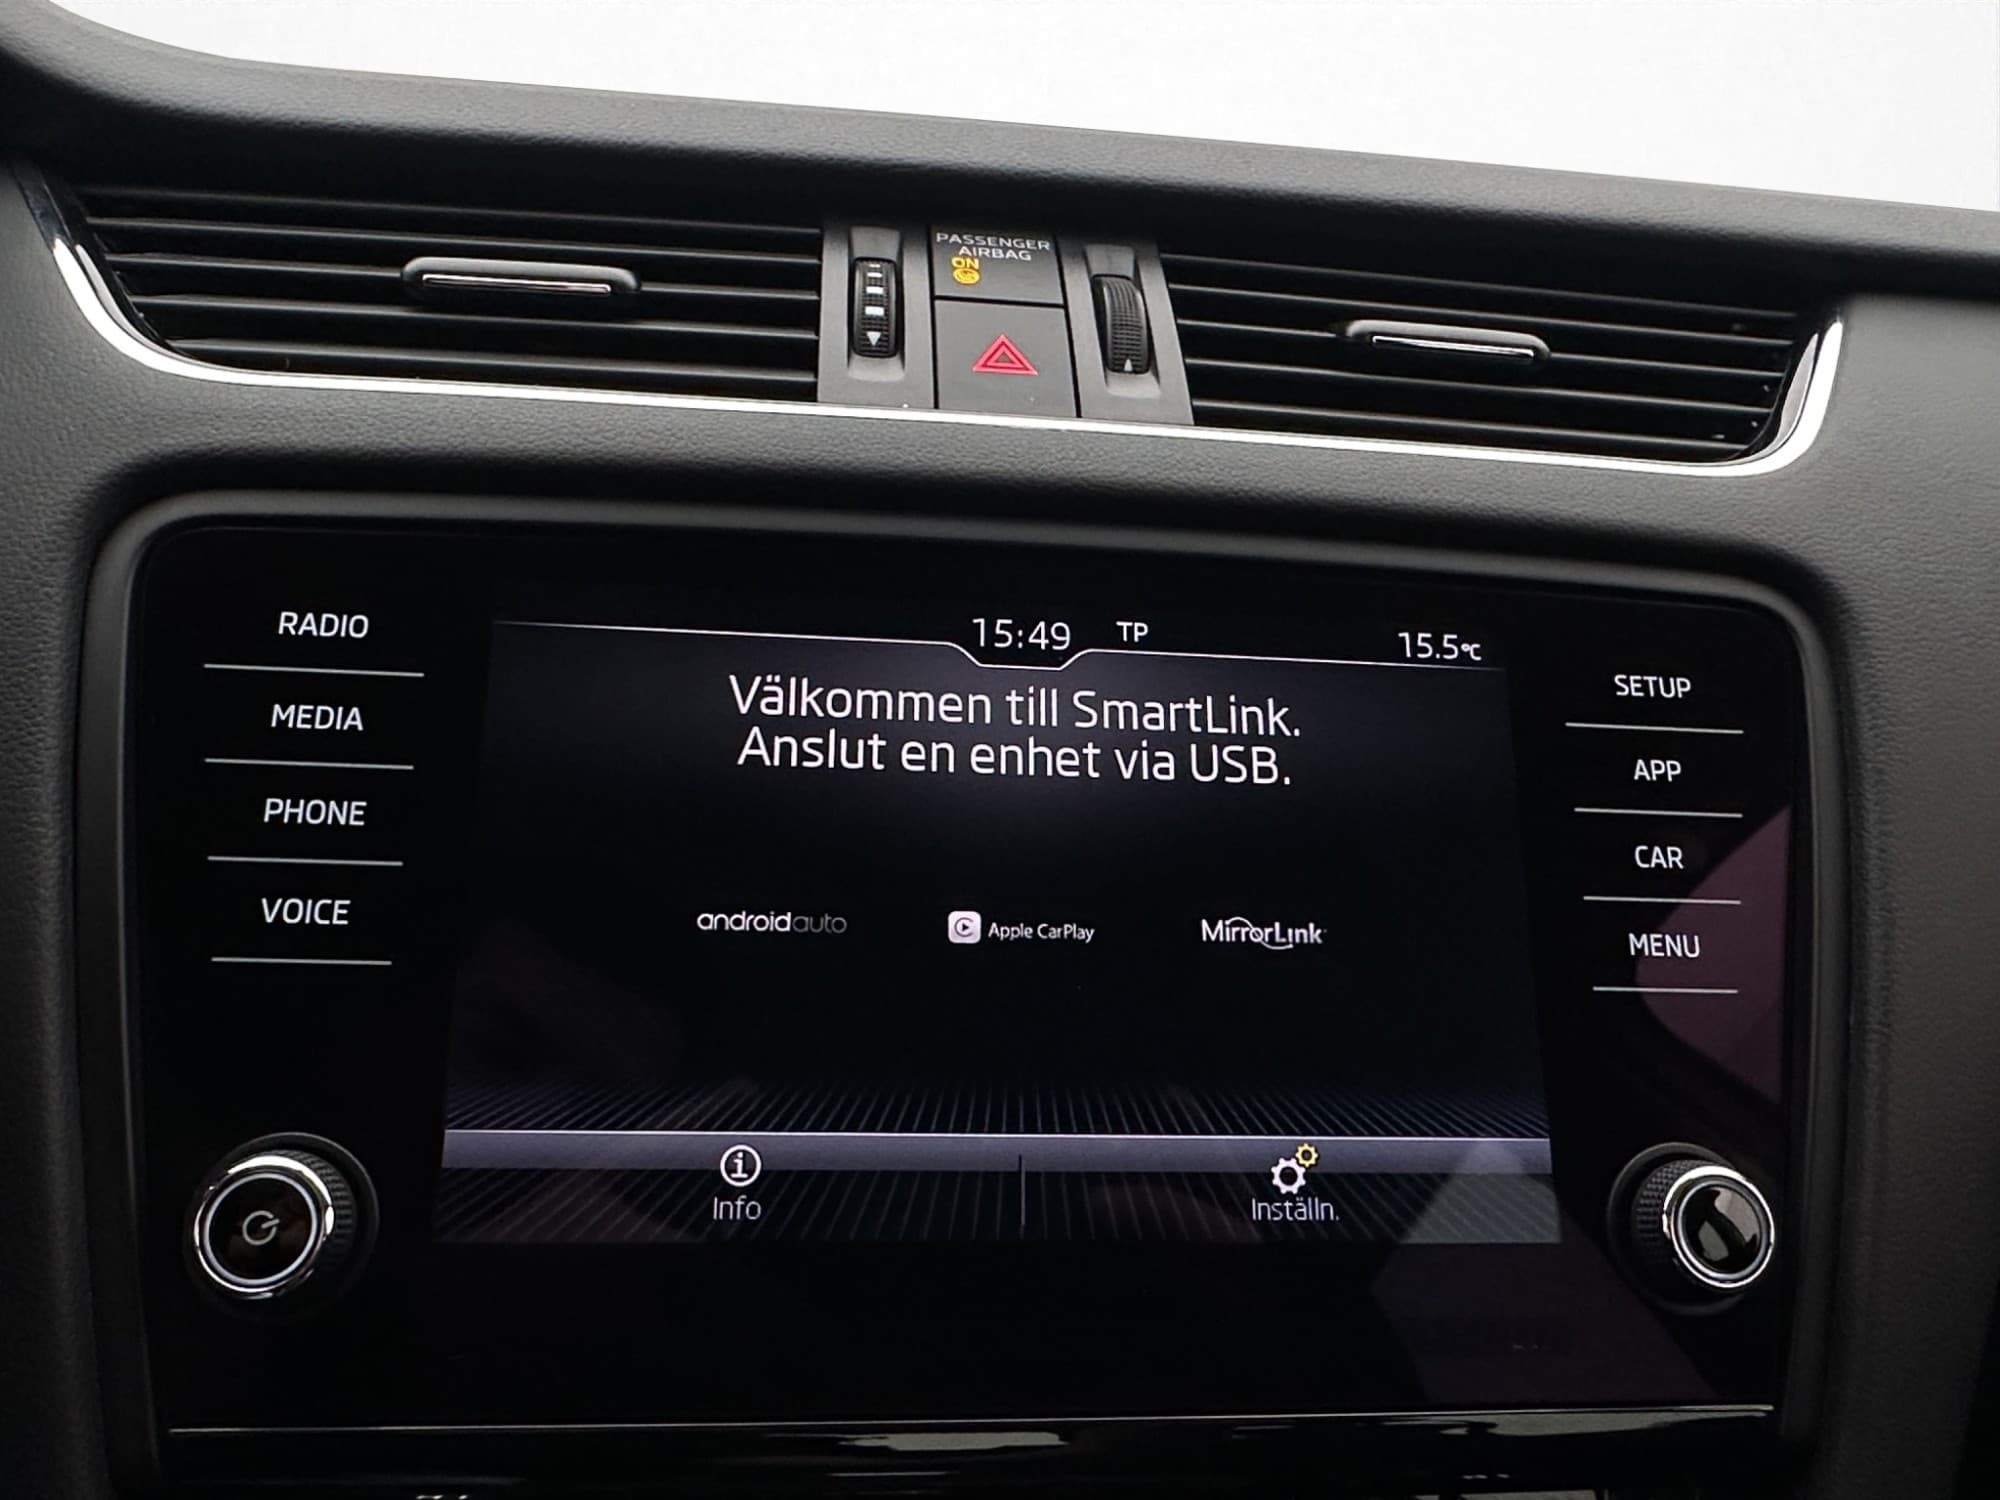 PASSENGER
AIRBAG
ON
RADIO
MEDIA
PHONE
VOICE
15:49 TP 15.5°C
Välkommen till SmartLink.
Anslut en enhet via USB.
androidauto Apple CarPlay MirrorLink
Info Inställn.
SETUP
APP
CAR
MENU